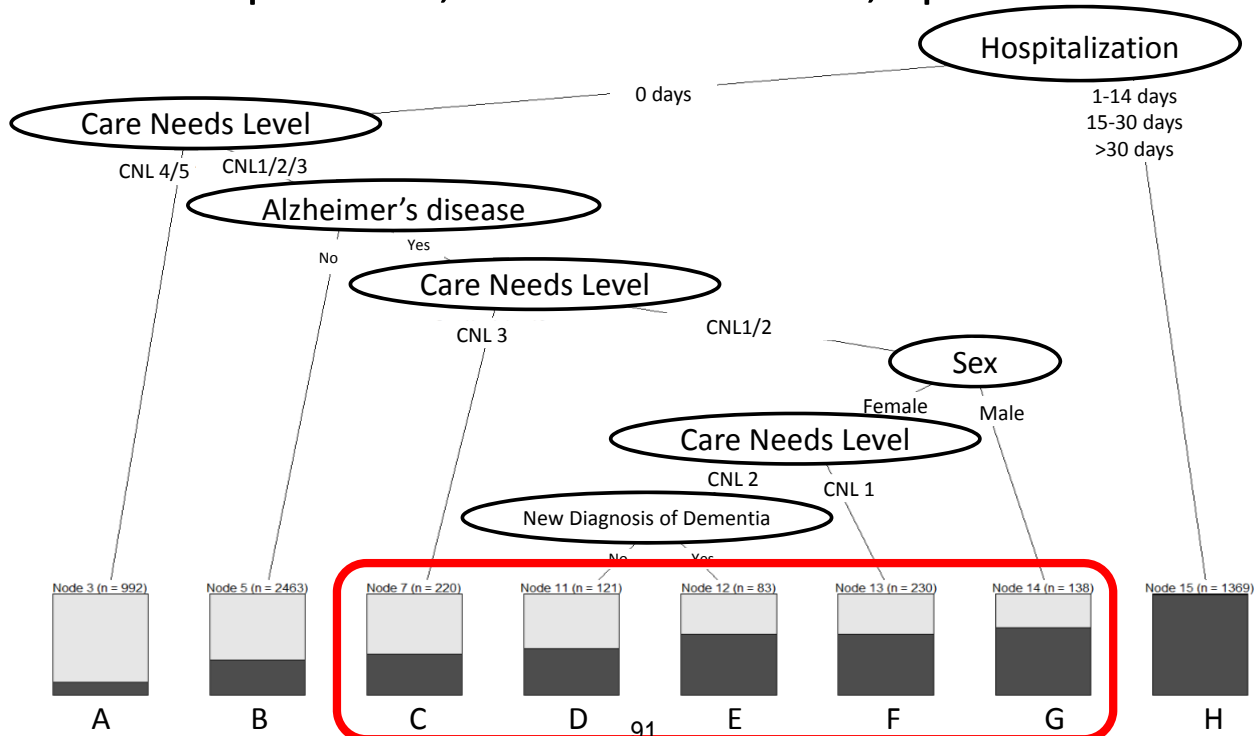 Hospitalization
0 days
1-14 days
15-30 days
>30 days
Care Needs Level
CNL 4/5
CNL1/2/3
Alzheimer's disease
No
Yes
Care Needs Level
CNL 3
CNL1/2
Sex
Female
Male
Care Needs Level
CNL 2
CNL 1
New Diagnosis of Dementia
No
Yes
Node 3 (n = 992)
Node 5 (n = 2463)
Node 7 (n = 220)
Node 11 (n = 121)
Node 12 (n = 83)
Node 13 (n = 230)
Node 14 (n = 138)
Node 15 (n = 1369)
A
B
C
D
E
F
G
H
91